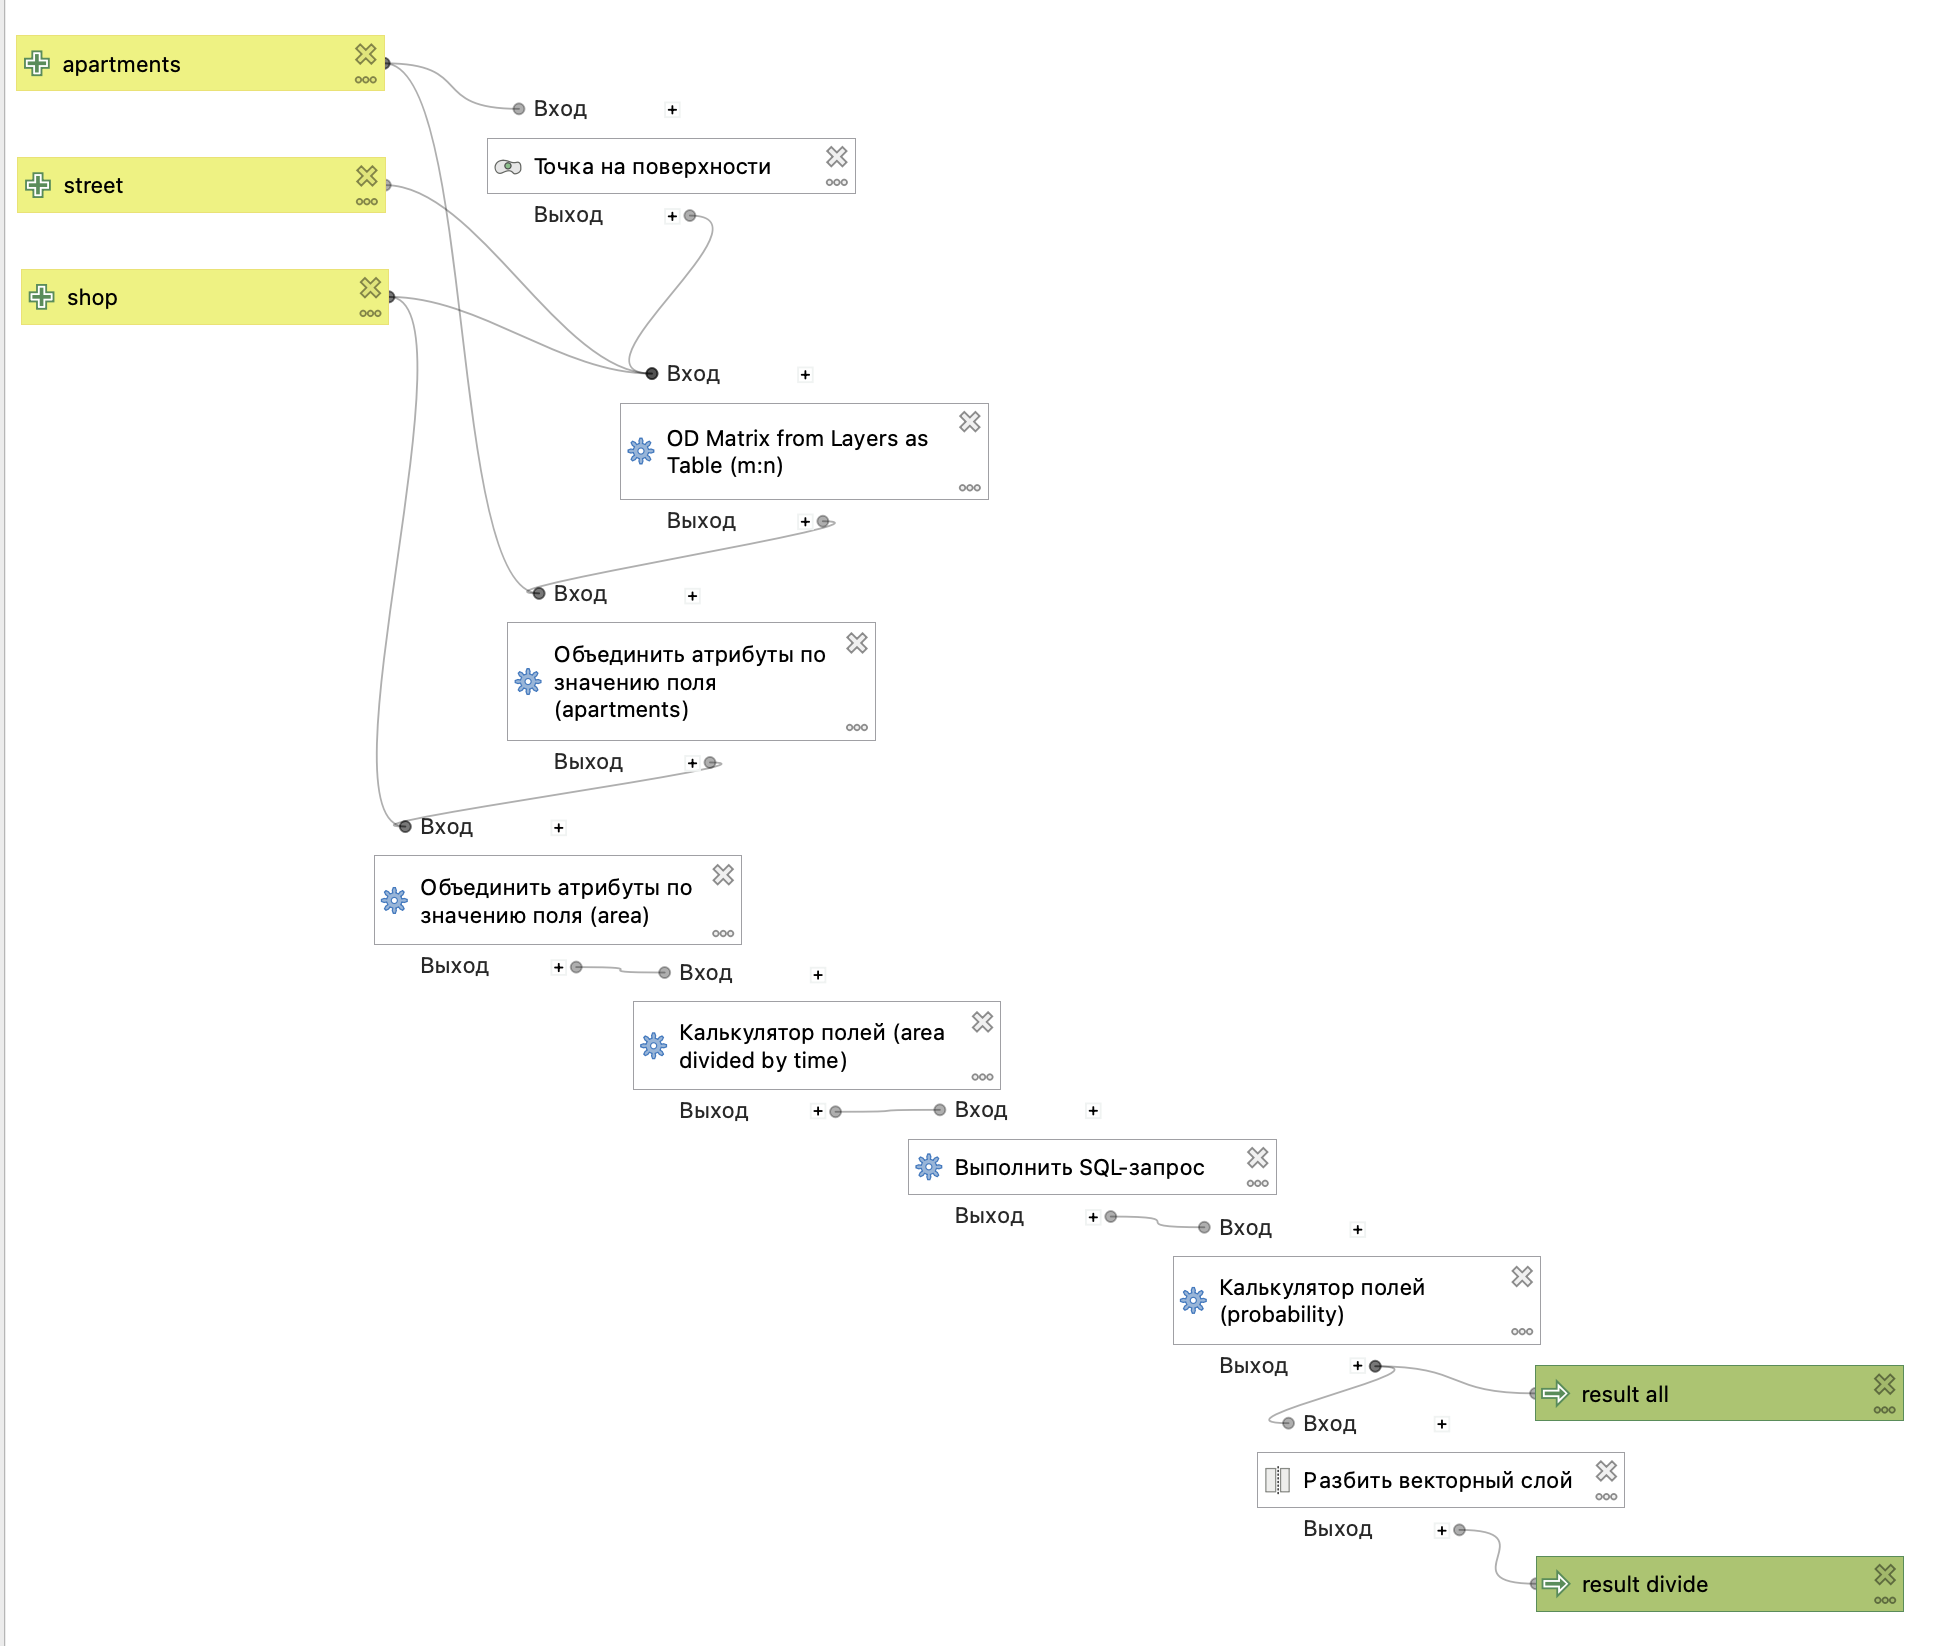 apartments
Вход
Точка на поверхности
street
Выход
shop
Вход
OD Matrix from Layers as
Table (m:n)
Выход
Вход
Объединить атрибуты по
значению поля
(apartments)
Выход
Вход
Объединить атрибуты по
значению поля (area)
Выход
Вход
Калькулятор полей (area
divided by time)
Выход
Вход
Выполнить SQL-запрос
Выход
Вход
Калькулятор полей
(probability)
Выход
result all
Вход
Разбить векторный слой
Выход
result divide